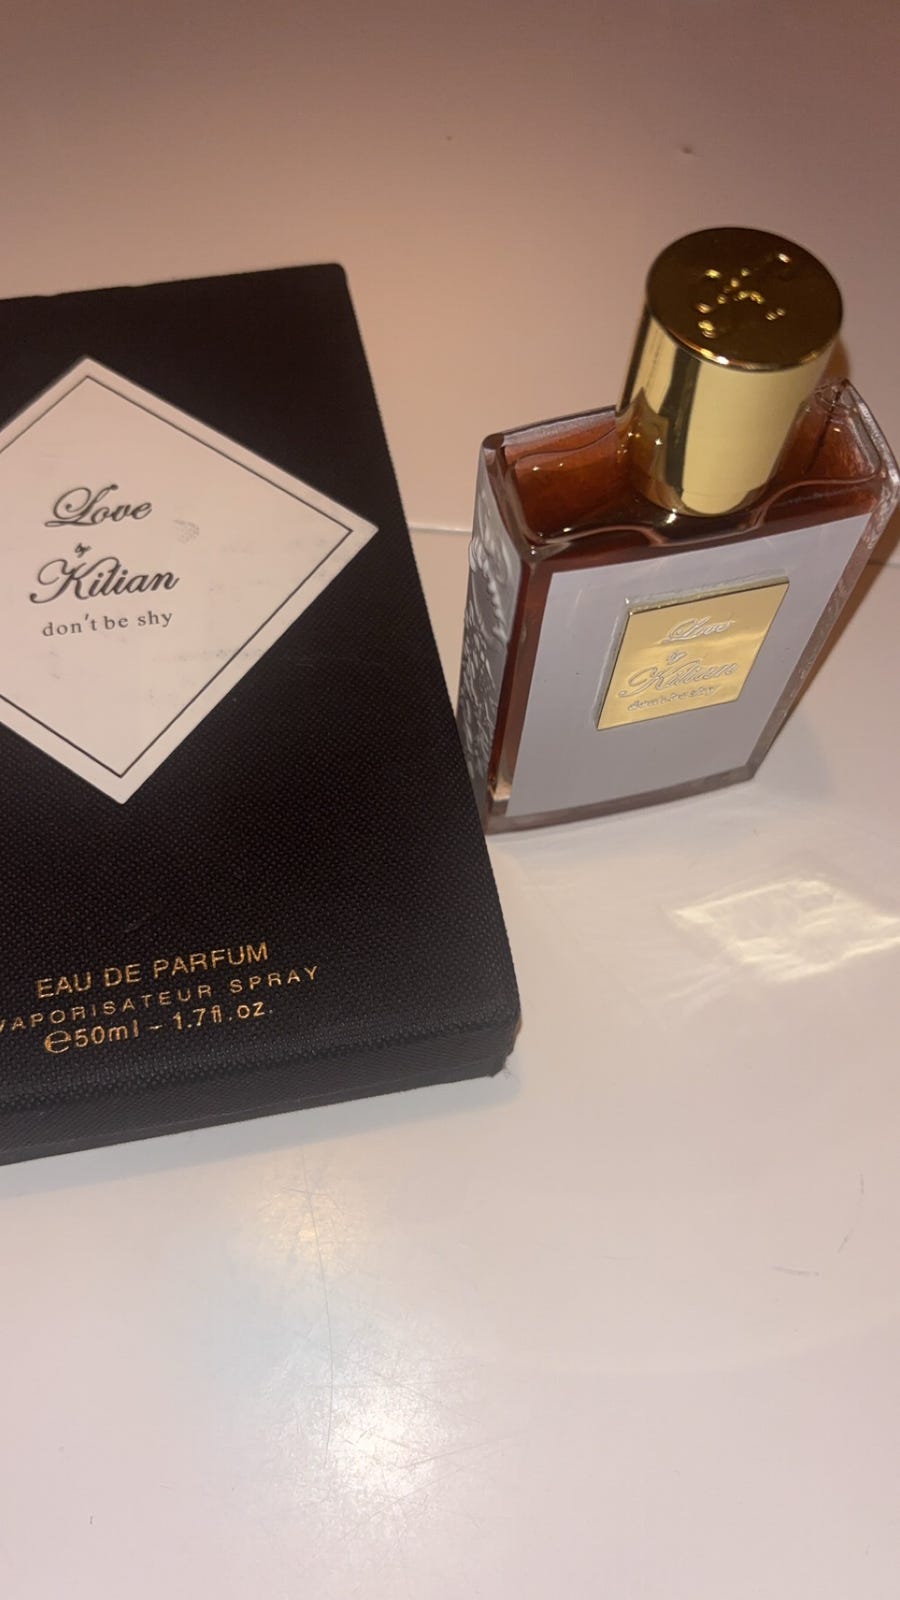 Love
by
Kilian
don't be shy
EAU DE PARFUM
VAPORISATEUR SPRAY
℮50ml - 1.7fl.oz.
Love
by
Kilian
don't be shy